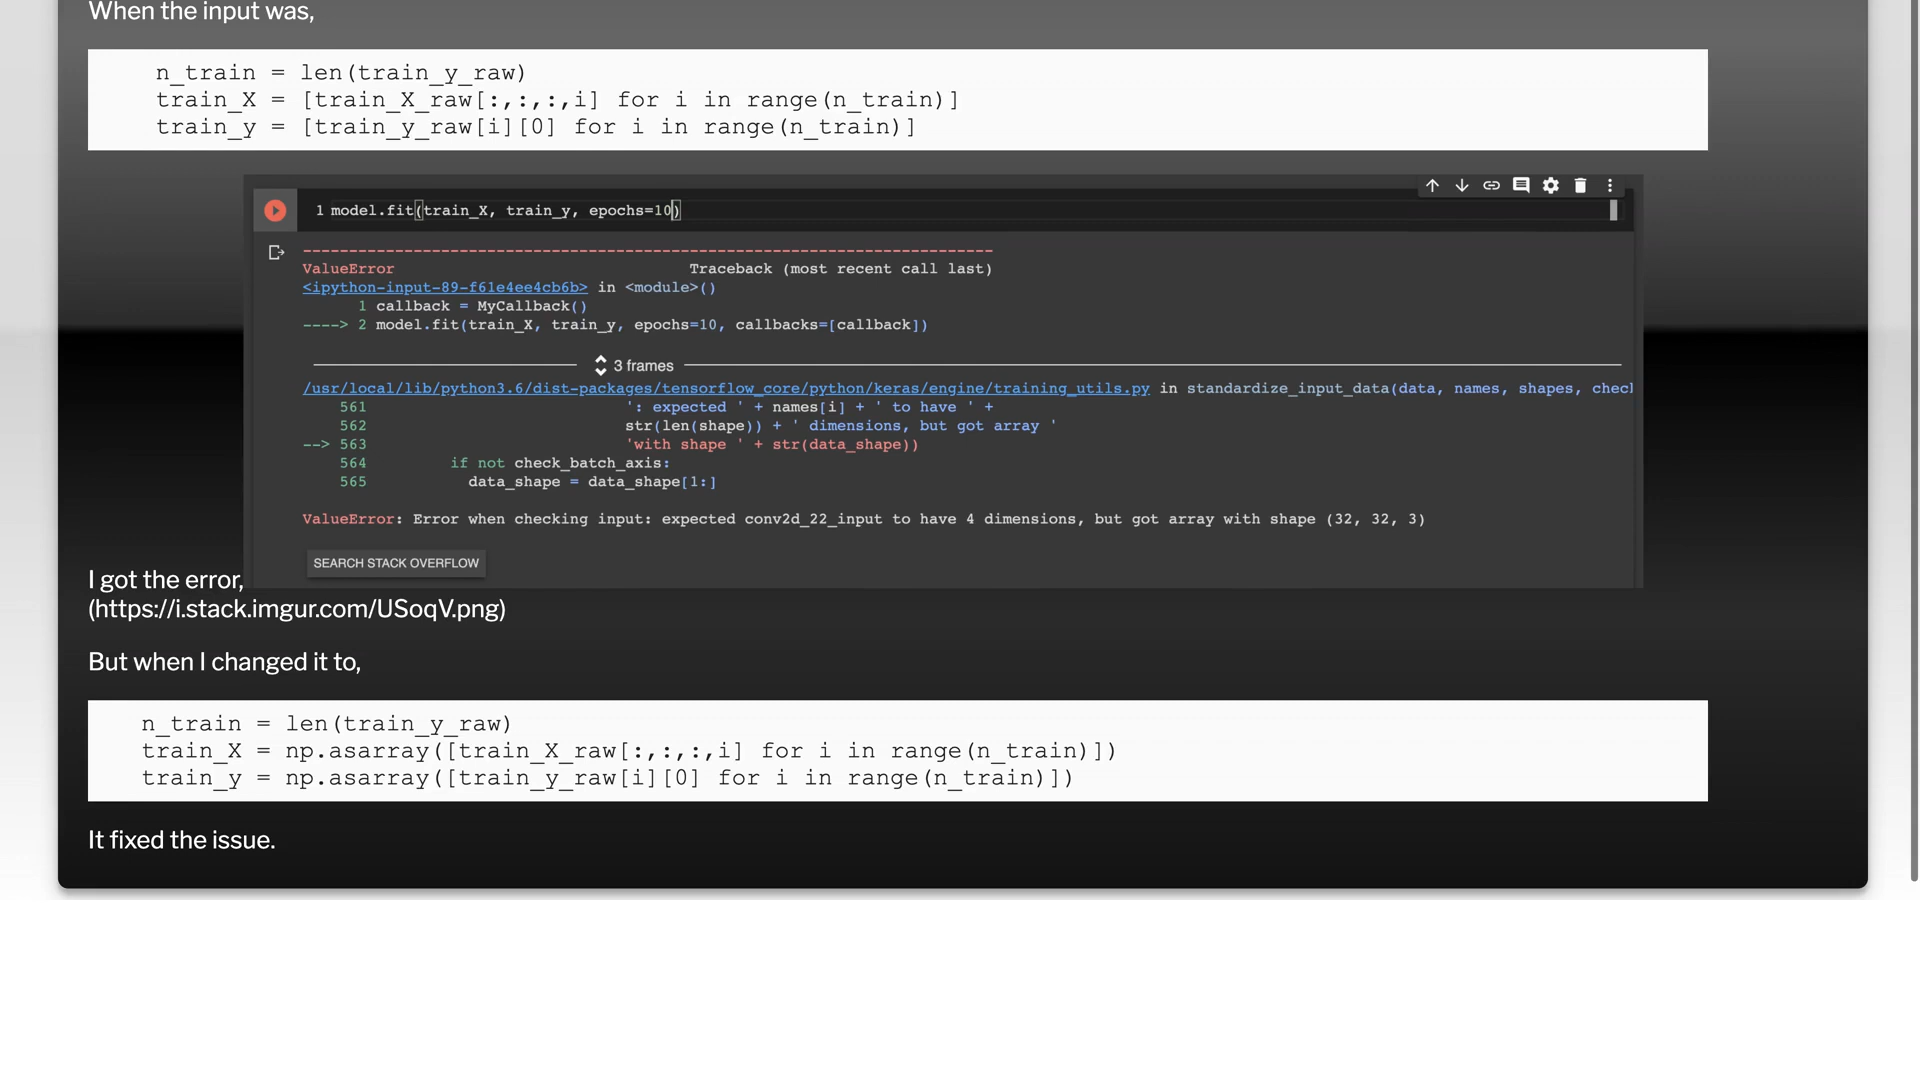 When the input was,
n_train = len(train_y_raw)
train_X = [train_X_raw[:,:,:,i] for i in range(n_train)]
train_y = [train_y_raw[i][0] for i in range(n_train)]
1 model.fit(train_X, train_y, epochs=10)
---------------------------------------------------------------------------
ValueError Traceback (most recent call last)
<ipython-input-89-f61e4ee4cb6b> in <module>()
1 callback = MyCallback()
----> 2 model.fit(train_X, train_y, epochs=10, callbacks=[callback])
3 frames
/usr/local/lib/python3.6/dist-packages/tensorflow_core/python/keras/engine/training_utils.py in standardize_input_data(data, names, shapes, chec
561 ': expected ' + names[i] + ' to have ' +
562 str(len(shape)) + ' dimensions, but got array '
--> 563 'with shape ' + str(data_shape))
564 if not check_batch_axis:
565 data_shape = data_shape[1:]
ValueError: Error when checking input: expected conv2d_22_input to have 4 dimensions, but got array with shape (32, 32, 3)
SEARCH STACK OVERFLOW
I got the error,
(https://i.stack.imgur.com/USoqV.png)
But when I changed it to,
n_train = len(train_y_raw)
train_X = np.asarray([train_X_raw[:,:,:,i] for i in range(n_train)])
train_y = np.asarray([train_y_raw[i][0] for i in range(n_train)])
It fixed the issue.